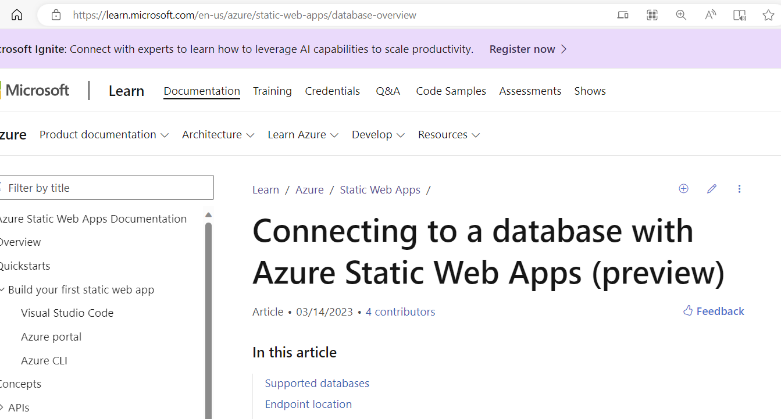 https://learn.microsoft.com/en-us/azure/static-web-apps/database-overview
crosoft Ignite: Connect with experts to learn how to leverage AI capabilities to scale productivity. Register now
Microsoft Learn Documentation Training Credentials Q&A Code Samples Assessments Shows
zure Product documentation Architecture Learn Azure Develop Resources
Filter by title
Learn / Azure / Static Web Apps /
Azure Static Web Apps Documentation
Overview
Quickstarts
Build your first static web app
Visual Studio Code
Azure portal
Azure CLI
Concepts
APIs
Connecting to a database with
Azure Static Web Apps (preview)
Article • 03/14/2023 • 4 contributors
Feedback
In this article
Supported databases
Endpoint location